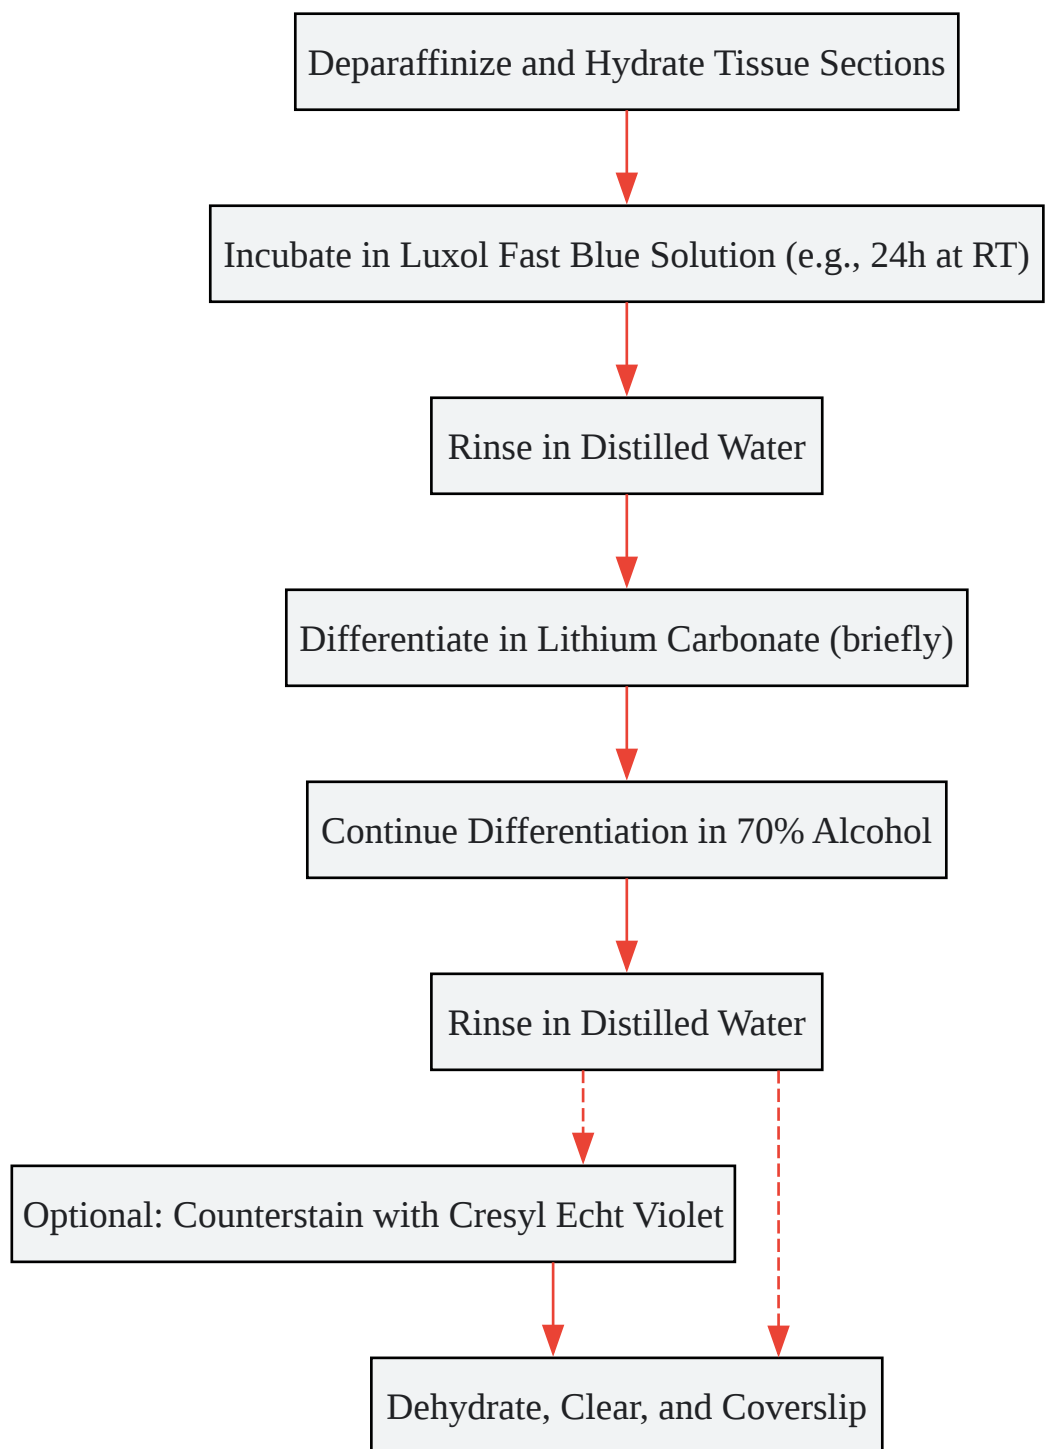 Deparaffinize and Hydrate Tissue Sections
Incubate in Luxol Fast Blue Solution (e.g., 24h at RT)
Rinse in Distilled Water
Differentiate in Lithium Carbonate (briefly)
Continue Differentiation in 70% Alcohol
Rinse in Distilled Water
Optional: Counterstain with Cresyl Echt Violet
Dehydrate, Clear, and Coverslip